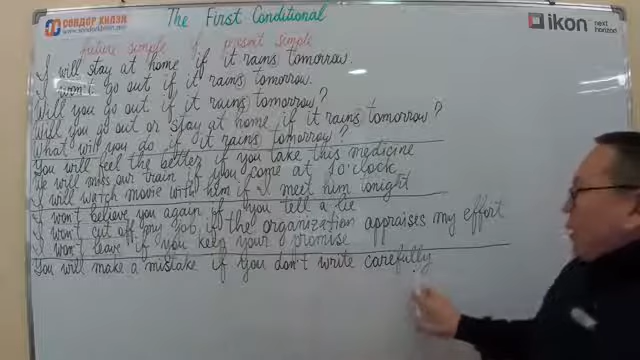 The First Conditional
СОНДОР ХИЛЭН
www.sondorhilen.mn
ikon next horizon
future simple if present simple
I will stay at home if it rains tomorrow.
I won't go out if it rains tomorrow.
Will you go out if it rains tomorrow?
Will you go out or stay at home if it rains tomorrow?
What will you do if it rains tomorrow?
You will feel the better if you take this medicine
We will miss our train if you come at 10 o'clock
I will watch movie with him if I meet him tonight
I won't believe you again if you tell a lie
I won't cut off my job if the organization appraises my effort
I won't leave if you keep your promise
You will make a mistake if you don't write carefully